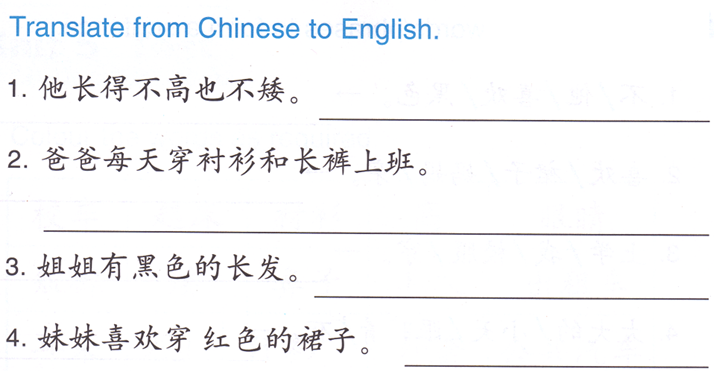 Translate from Chinese to English.
1. 他长得不高也不矮。
2. 爸爸每天穿衬衫和长裤上班。
3. 姐姐有黑色的长发。
4. 妹妹喜欢穿 红色的裙子。